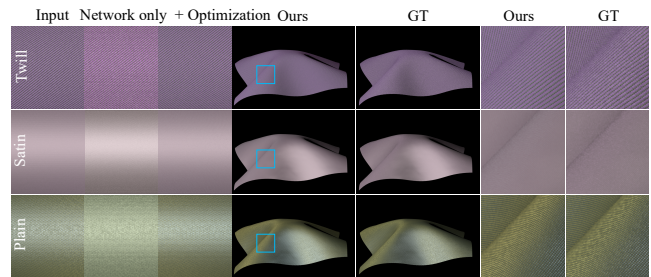 Input Network only + Optimization Ours GT Ours GT
Twill
Satin
Plain